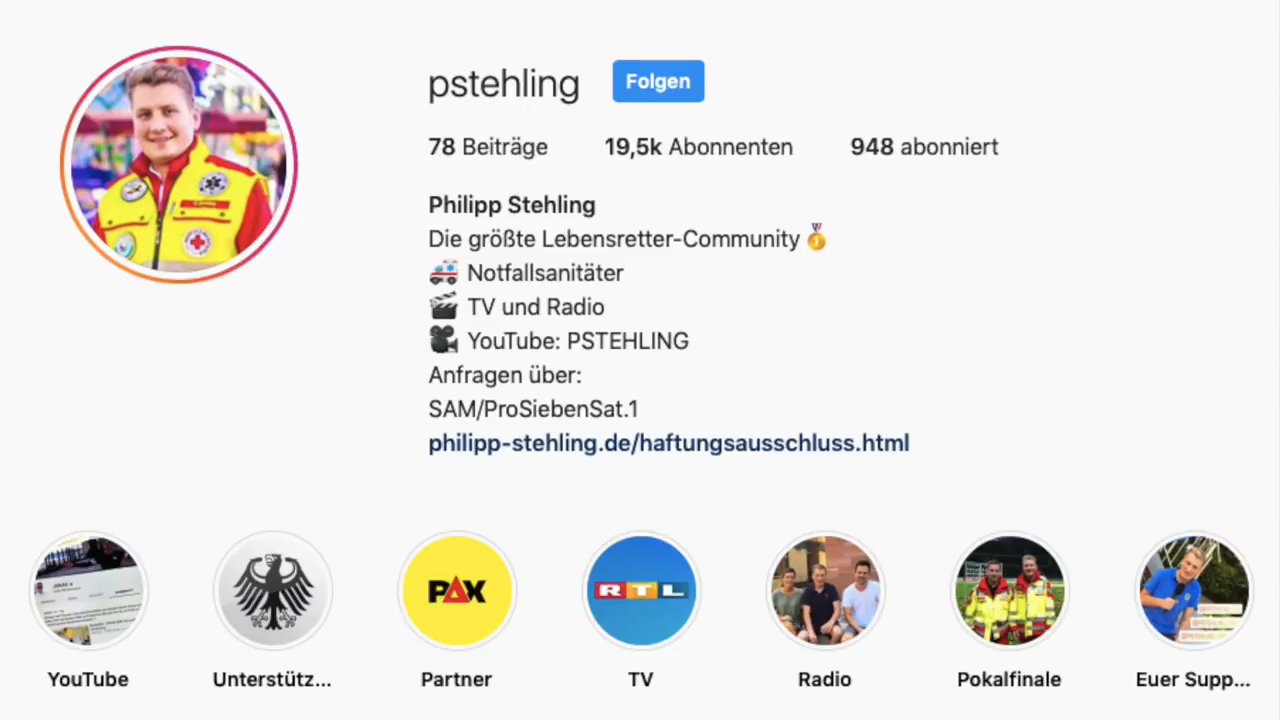 pstehling
Folgen
78 Beiträge
19,5k Abonnenten
948 abonniert
Philipp Stehling
Die größte Lebensretter-Community
Notfallsanitäter
TV und Radio
YouTube: PSTEHLING
Anfragen über:
SAM/ProSiebenSat.1
philipp-stehling.de/haftungsausschluss.html
PAX
RTL
YouTube
Unterstütz...
Partner
TV
Radio
Pokalfinale
Euer Supp...